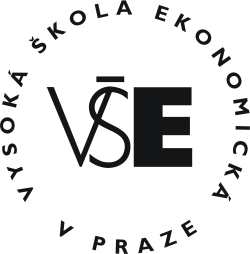 VYSOKÁ ŠKOLA EKONOMICKÁ
VŠE
V PRAZE